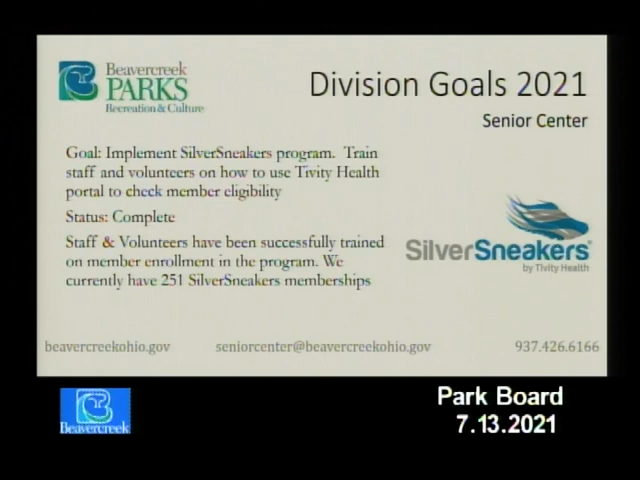 Beavercreek
PARKS
Recreation & Culture
Division Goals 2021
Senior Center
Goal: Implement SilverSneakers program. Train
staff and volunteers on how to use Tivity Health
portal to check member eligibility
Status: Complete
Staff & Volunteers have been successfully trained
on member enrollment in the program. We
currently have 251 SilverSneakers memberships
SilverSneakers®
by Tivity Health
beavercreekohio.gov
seniorcenter@beavercreekohio.gov
937.426.6166
Beavercreek
Park Board
7.13.2021